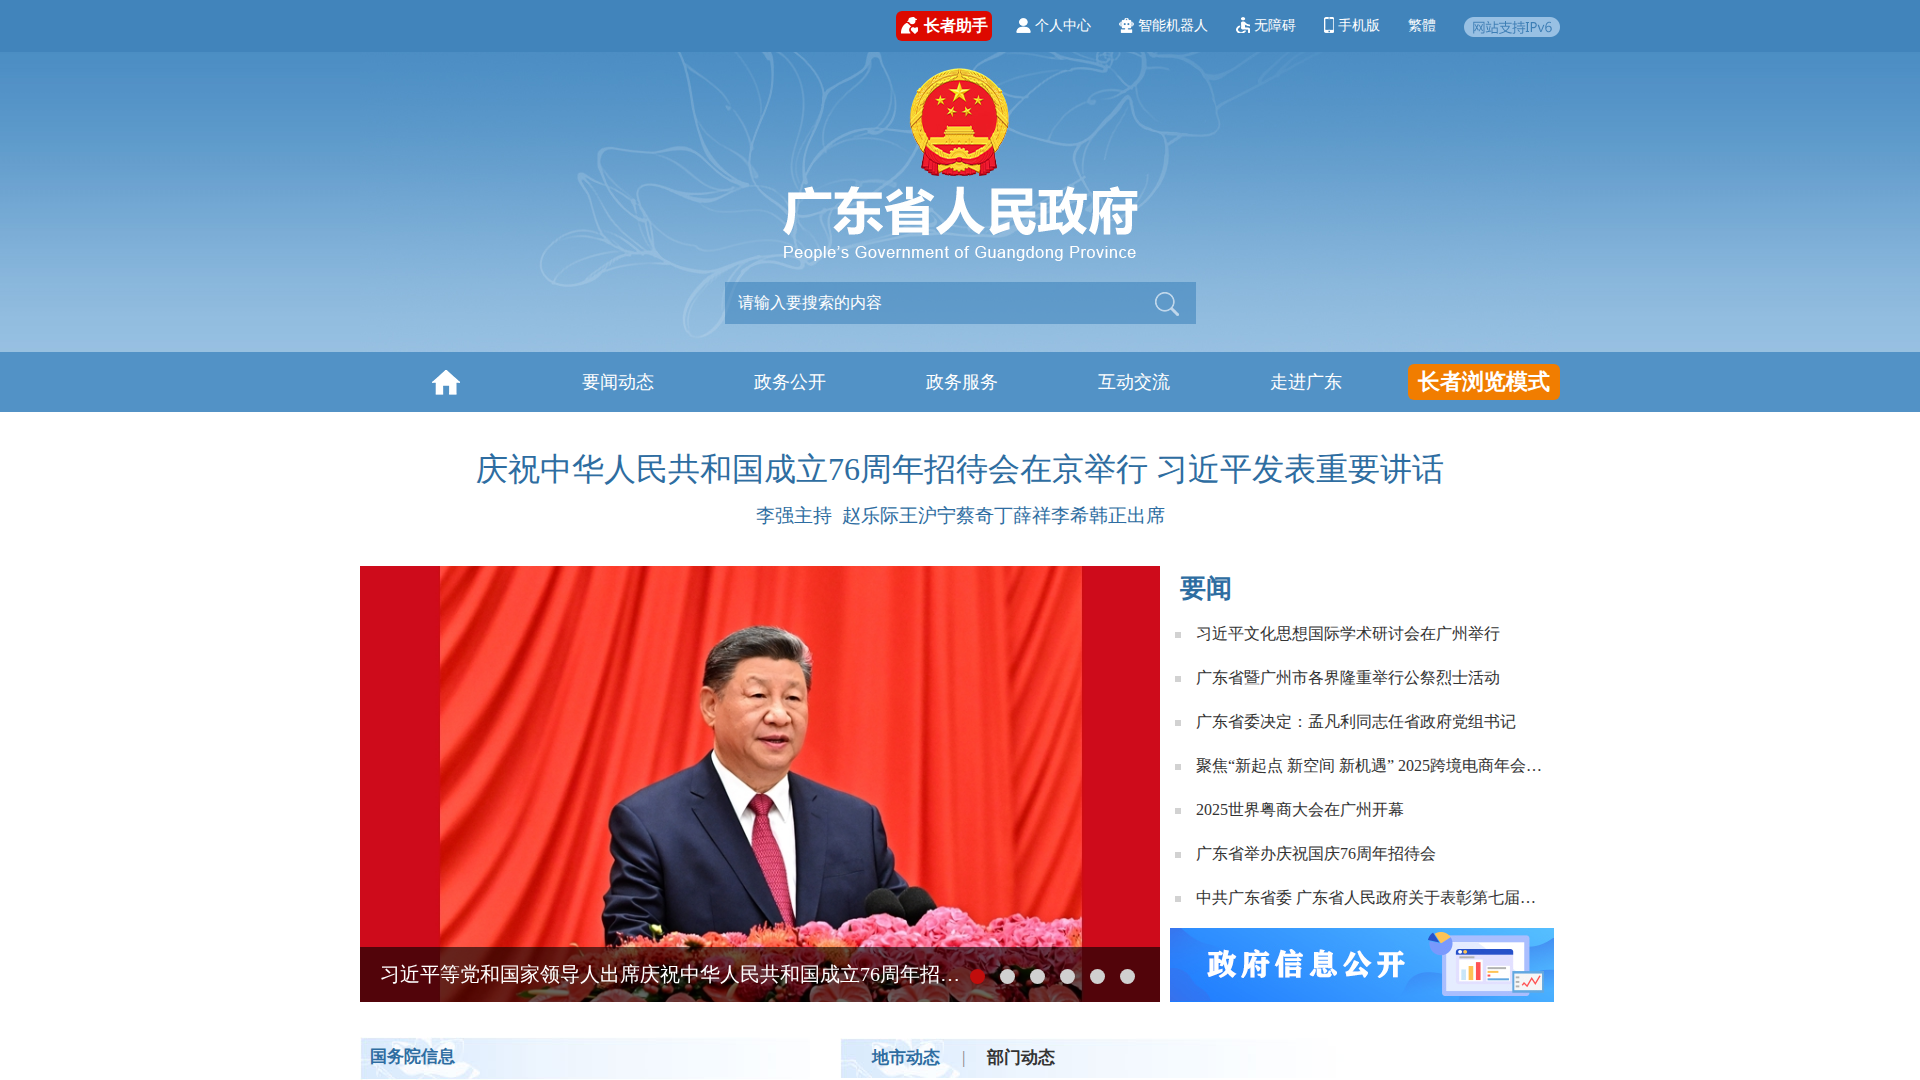 长者助手
个人中心
智能机器人
无障碍
手机版
繁體
网站支持IPv6
广东省人民政府
People's Government of Guangdong Province
请输入要搜索的内容
要闻动态
政务公开
政务服务
互动交流
走进广东
长者浏览模式
庆祝中华人民共和国成立76周年招待会在京举行 习近平发表重要讲话
李强主持 赵乐际王沪宁蔡奇丁薛祥李希韩正出席
习近平等党和国家领导人出席庆祝中华人民共和国成立76周年招…
要闻
习近平文化思想国际学术研讨会在广州举行
广东省暨广州市各界隆重举行公祭烈士活动
广东省委决定：孟凡利同志任省政府党组书记
聚焦“新起点 新空间 新机遇” 2025跨境电商年会…
2025世界粤商大会在广州开幕
广东省举办庆祝国庆76周年招待会
中共广东省委 广东省人民政府关于表彰第七届…
政府信息公开
国务院信息
地市动态 | 部门动态